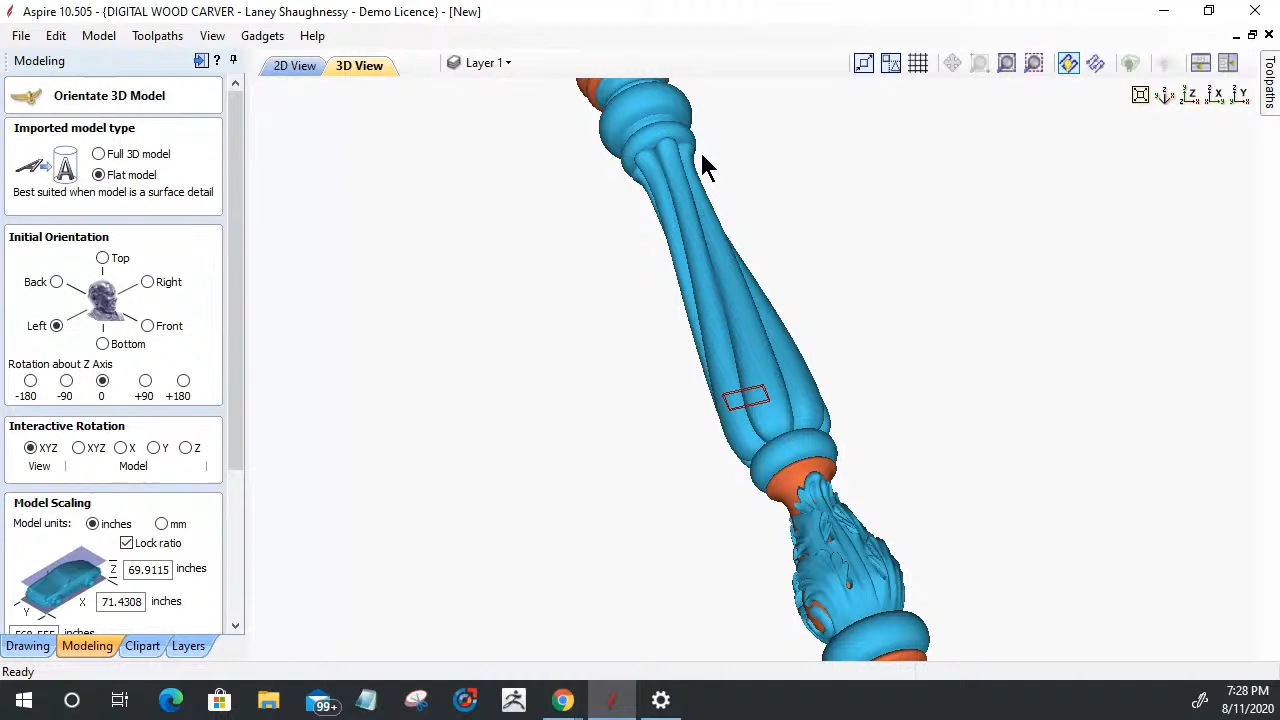 Aspire 10.505 - {DIGITAL WOOD CARVER - Laney Shaughnessy - Demo Licence} - [New]
File Edit Model Toolpaths View Gadgets Help
Modeling
2D View 3D View Layer 1
Toolpaths
Orientate 3D Model
Imported model type
Full 3D model
Flat model
Best suited when model is a surface detail
Initial Orientation
Top
Back Right
Left Front
Bottom
Rotation about Z Axis
-180 -90 0 +90 +180
Interactive Rotation
XYZ XYZ X Y Z
View Model
Model Scaling
Model units: inches mm
Lock ratio
Z 69.9115 inches
X 71.4308 inches
Y
inches
Drawing Modeling Clipart Layers
Ready
99+
7:28 PM
8/11/2020